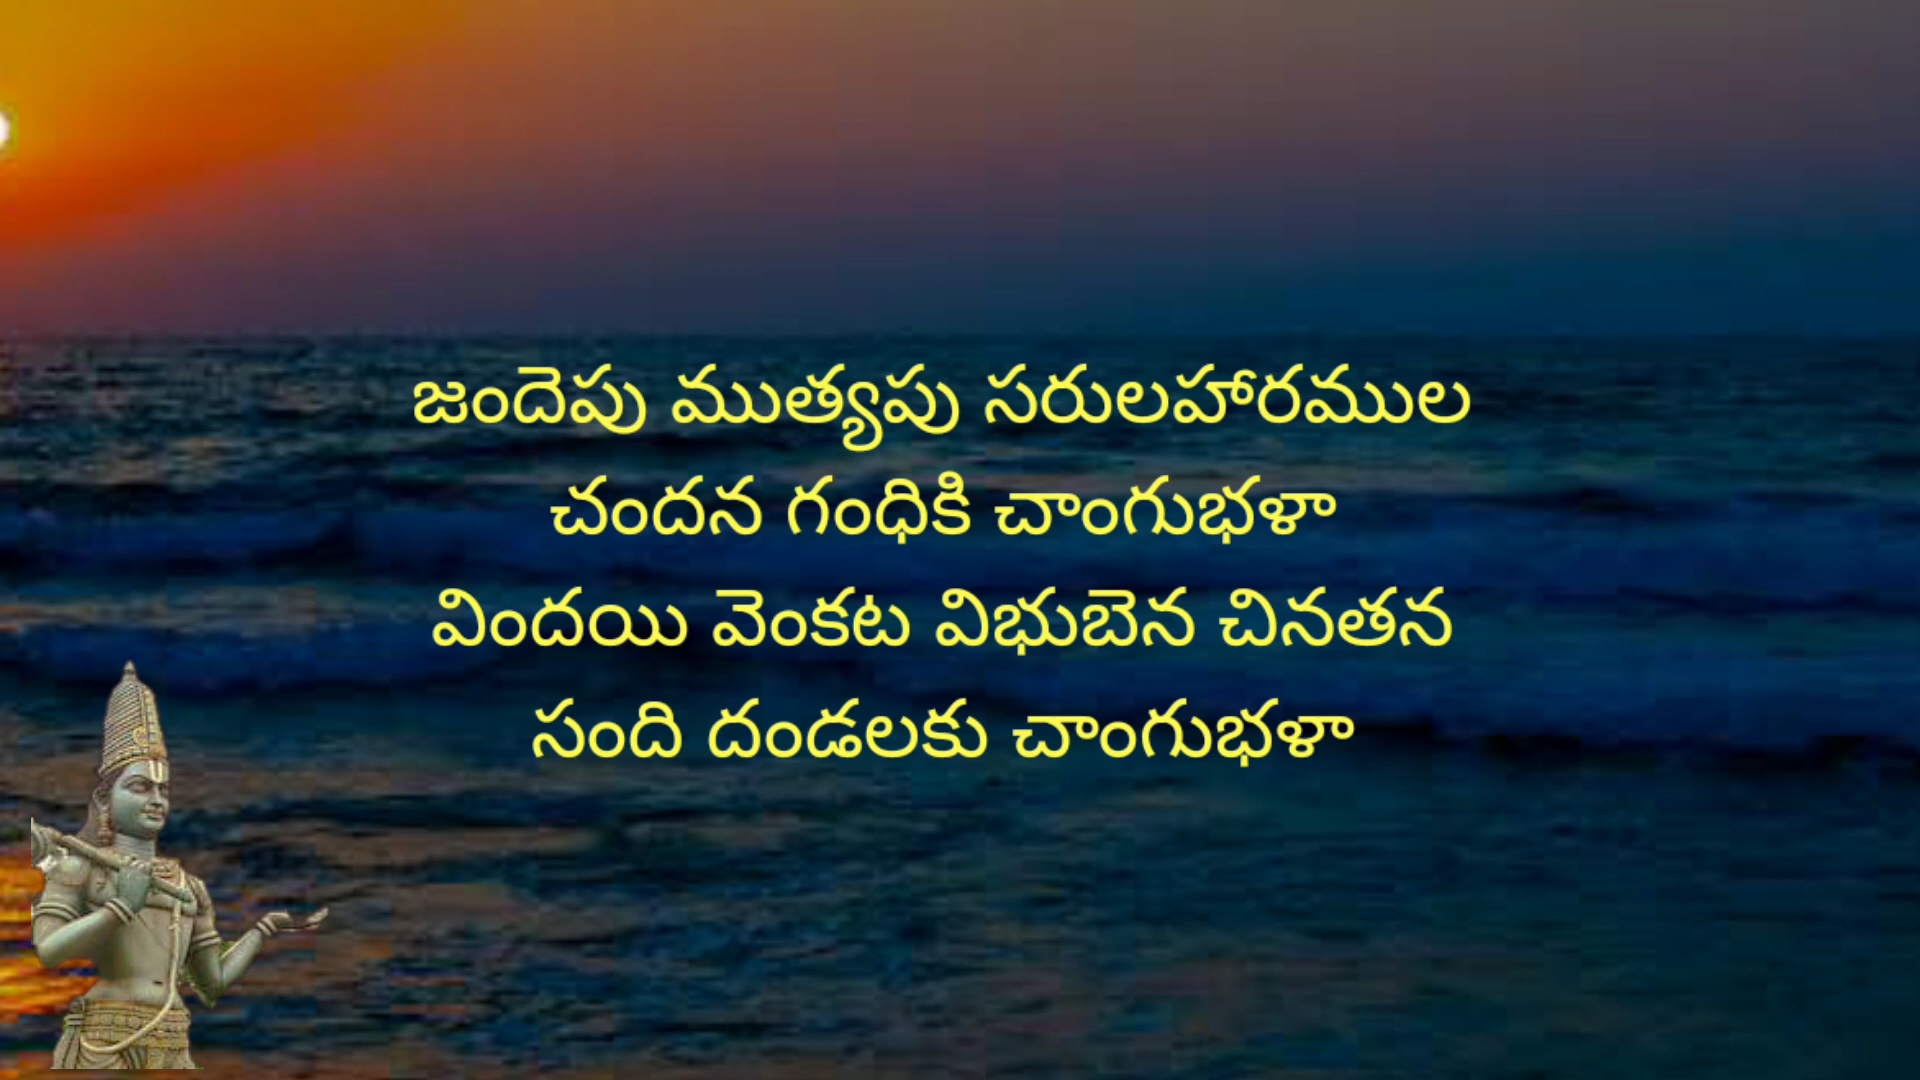 జందెపు ముత్యపు సరులహారముల
చందన గంధికి చాంగుభళా
విందయి వెంకట విభుబెన చినతన
సంది దండలకు చాంగుభళా